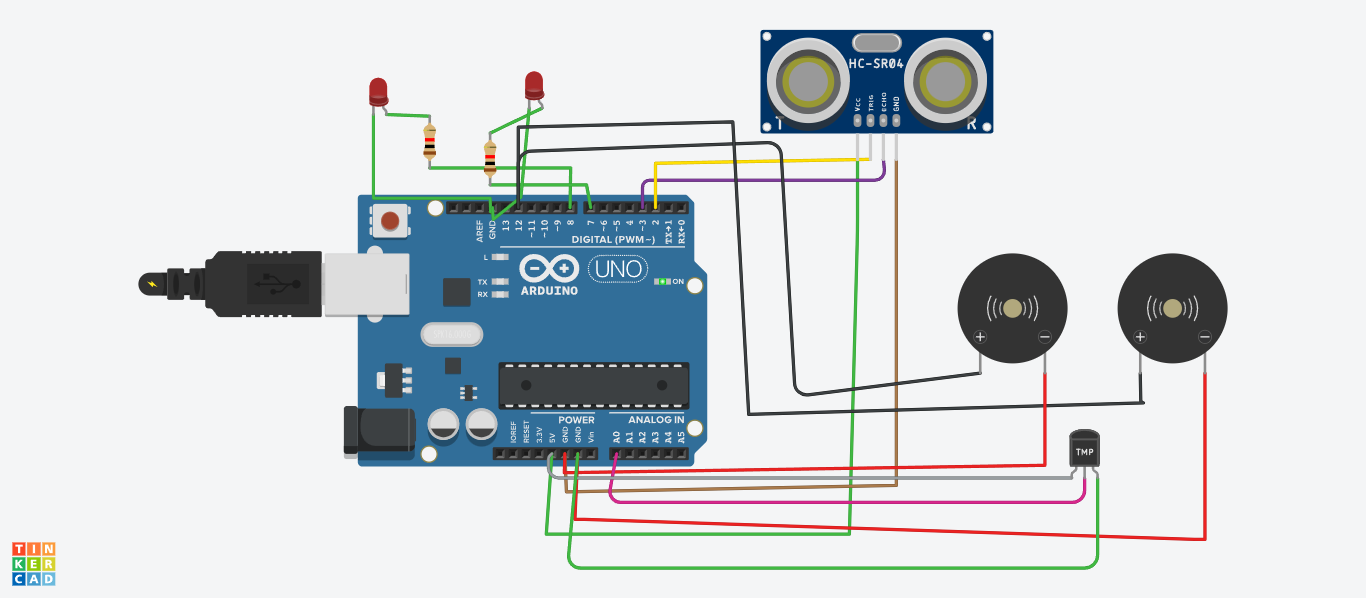 HC-SR04
VCC
TRIG
ECHO
GND
T
R
AREF
GND
13
12
~11
~10
~9
8
7
~6
~5
4
~3
2
TX→1
RX←0
DIGITAL (PWM~)
L
TX
RX
ARDUINO
UNO
ON
POWER
ANALOG IN
IOREF
RESET
3.3V
5V
GND
GND
Vin
A0
A1
A2
A3
A4
A5
TMP
TIN
KER
CAD